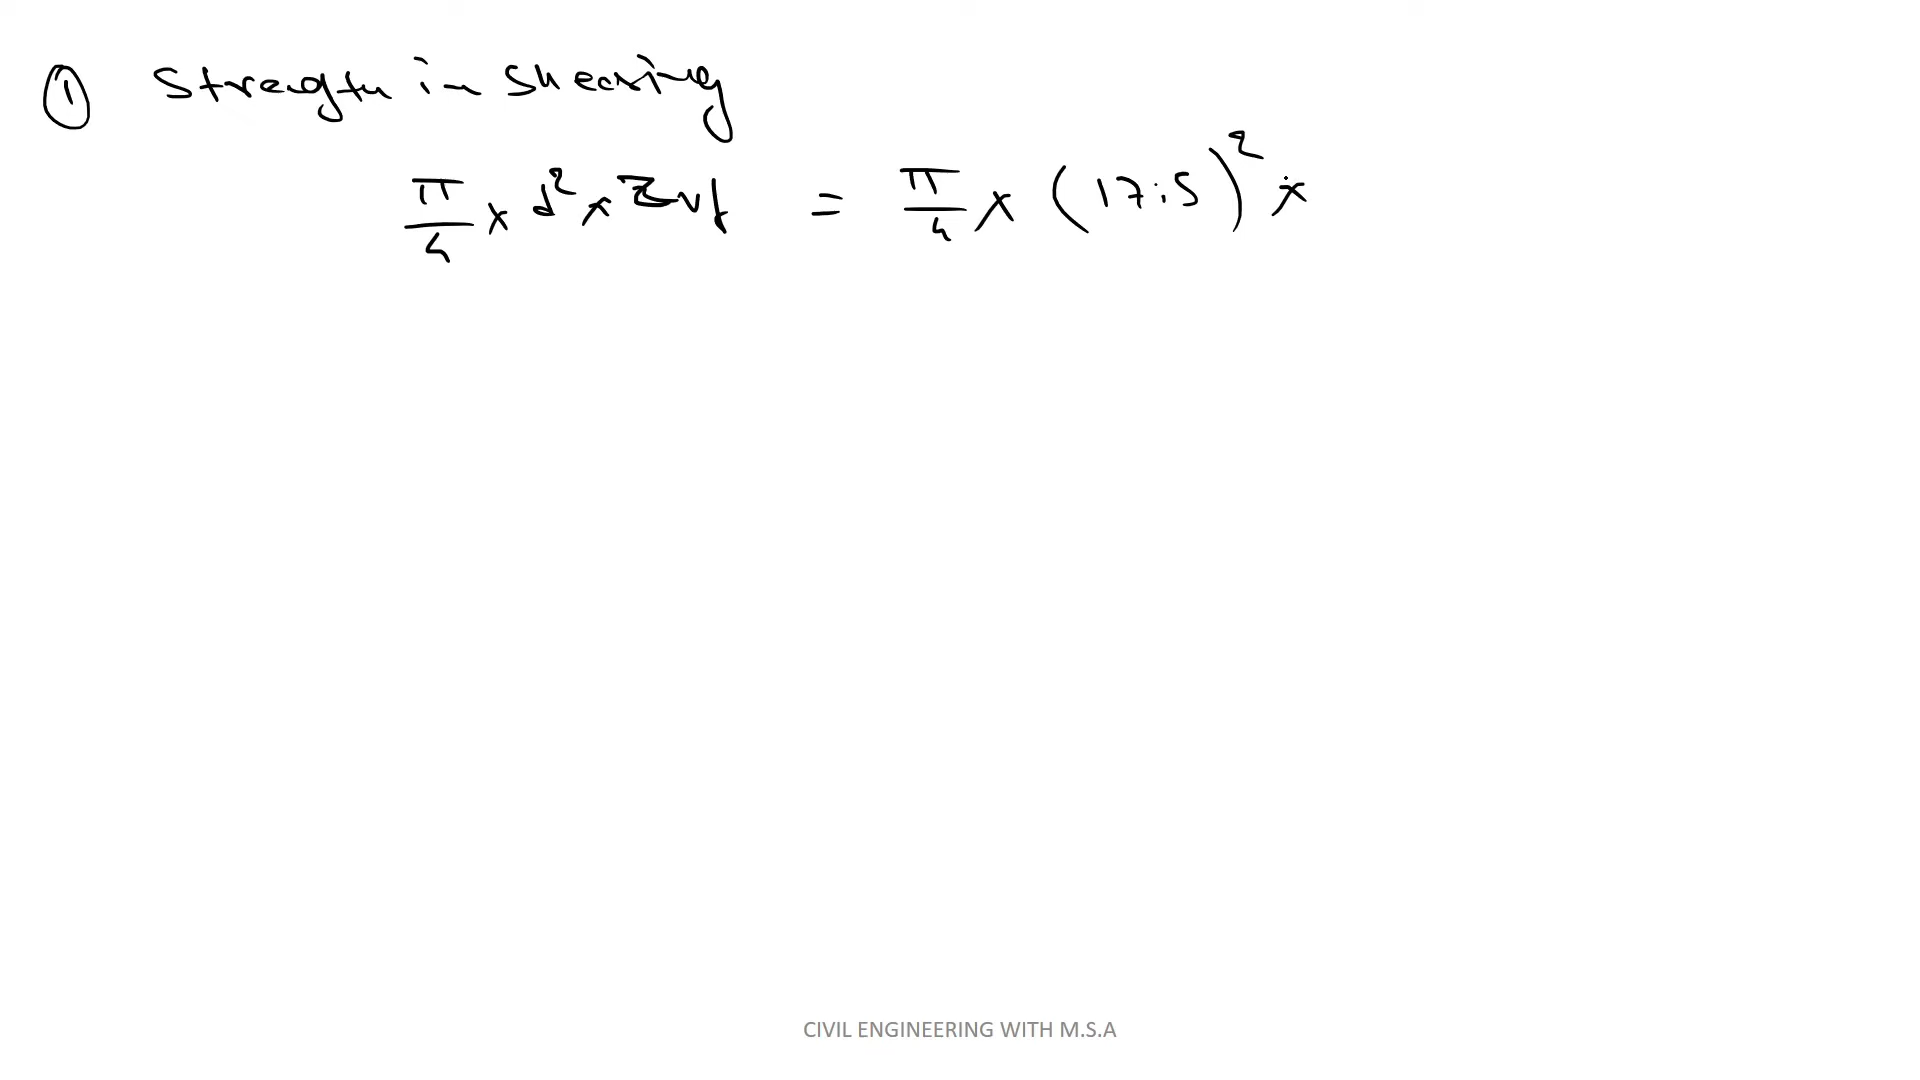 ① Strength in Shearing
π/4 × d² × τvf = π/4 × (17.5)² ×
CIVIL ENGINEERING WITH M.S.A